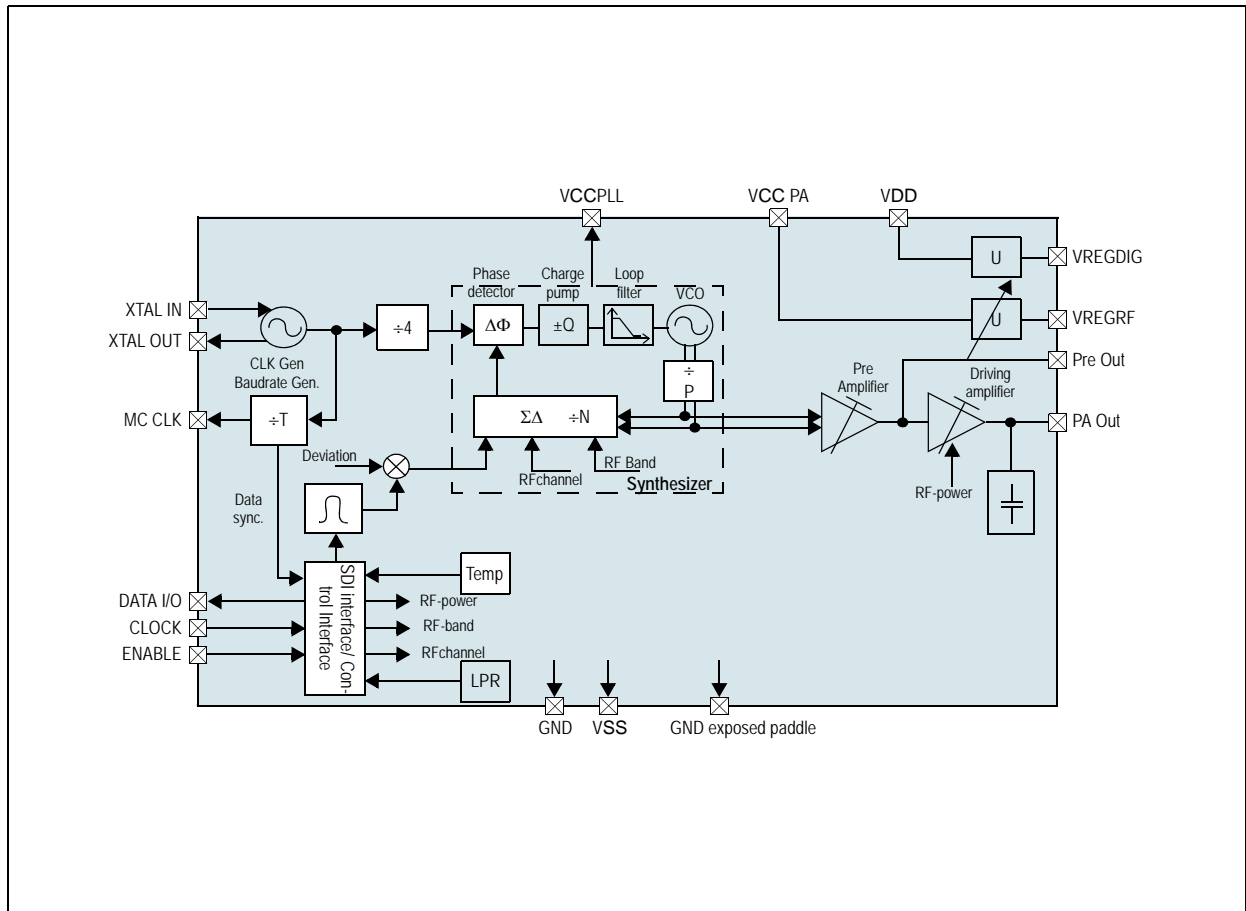 VCCPLL
VCC PA
VDD
U
VREGDIG
Phase
detector
Charge
pump
Loop
filter
VCO
XTAL IN
XTAL OUT
÷4
ΔΦ
±Q
U
VREGRF
CLK Gen
Baudrate Gen.
÷
P
Pre
Amplifier
Driving
amplifier
Pre Out
MC CLK
÷T
ΣΔ ÷N
PA Out
Deviation
RFchannel
RF Band
Synthesizer
RF-power
Data
sync.
SDI interface/ Con-
trol Interface
Temp
DATA I/O
RF-power
CLOCK
RF-band
ENABLE
RFchannel
LPR
GND
VSS
GND exposed paddle